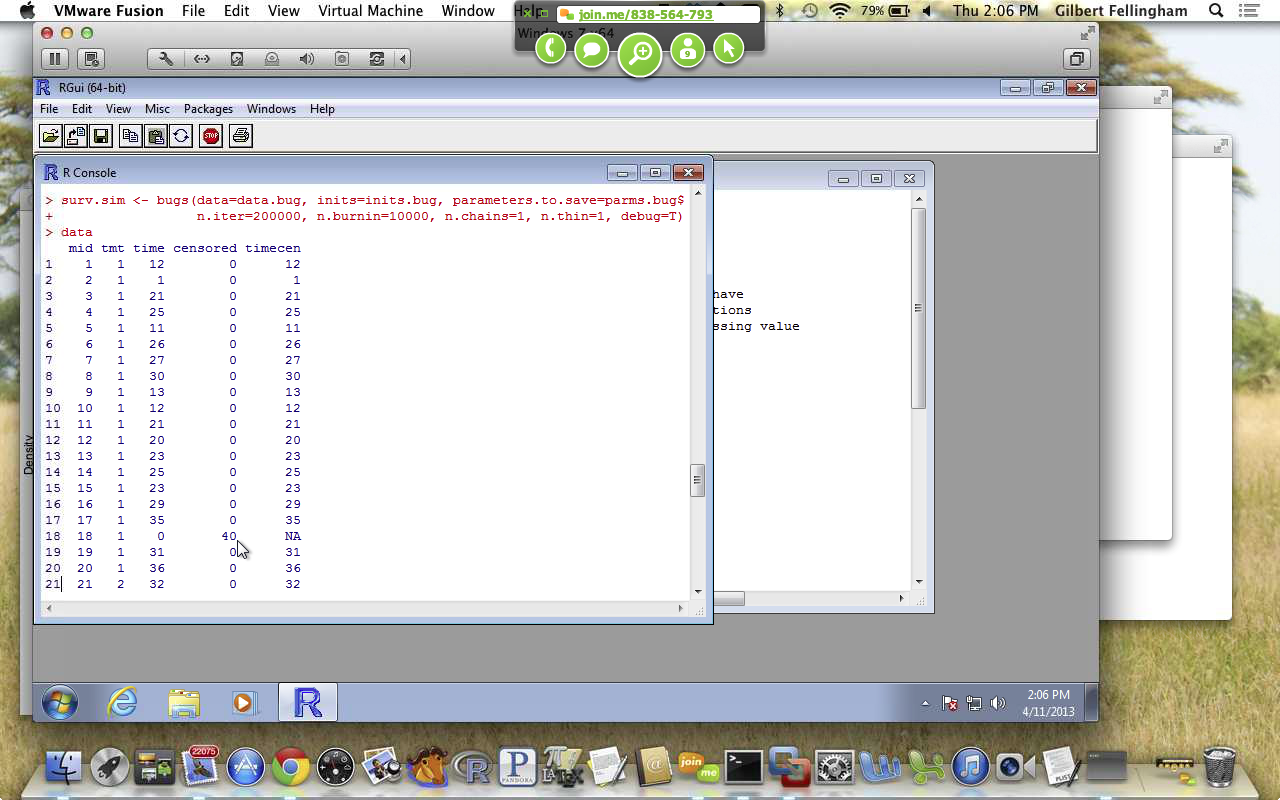 VMware Fusion File Edit View Virtual Machine Window Help 79% Thu 2:06 PM Gilbert Fellingham
join.me/838-564-793
Windows 7 x64
9
RGui (64-bit)
File Edit View Misc Packages Windows Help
STOP
R Console
> surv.sim <- bugs(data=data.bug, inits=inits.bug, parameters.to.save=parms.bug$
+ n.iter=200000, n.burnin=10000, n.chains=1, n.thin=1, debug=T)
> data
mid tmt time censored timecen
1 1 1 12 0 12
2 2 1 1 0 1
3 3 1 21 0 21
4 4 1 25 0 25
5 5 1 11 0 11
6 6 1 26 0 26
7 7 1 27 0 27
8 8 1 30 0 30
9 9 1 13 0 13
10 10 1 12 0 12
11 11 1 21 0 21
12 12 1 20 0 20
13 13 1 23 0 23
14 14 1 25 0 25
15 15 1 23 0 23
16 16 1 29 0 29
17 17 1 35 0 35
18 18 1 0 40 NA
19 19 1 31 0 31
20 20 1 36 0 36
21 21 2 32 0 32
have
tions
ssing value
Density
2:06 PM
4/11/2013
22075
PANDORA
LATEX
join
me
PLIST